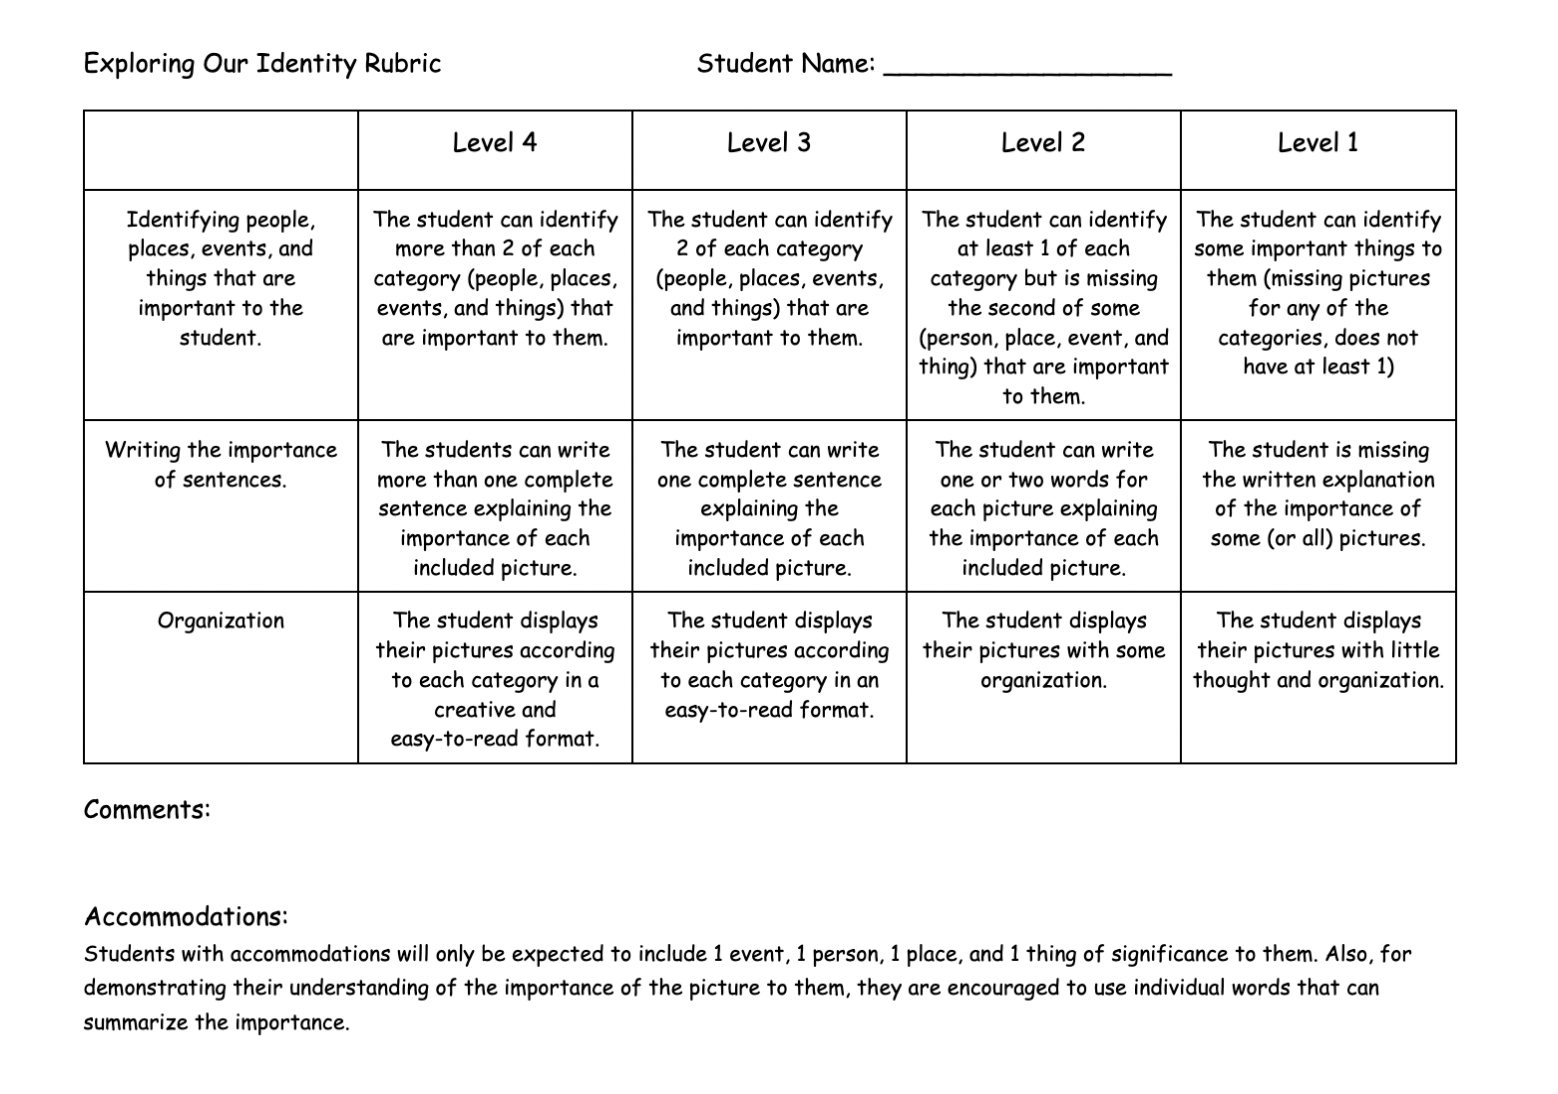 Exploring Our Identity Rubric
Student Name: __________________
Level 4
Level 3
Level 2
Level 1
Identifying people,
places, events, and
things that are
important to the
student.
The student can identify
more than 2 of each
category (people, places,
events, and things) that
are important to them.
The student can identify
2 of each category
(people, places, events,
and things) that are
important to them.
The student can identify
at least 1 of each
category but is missing
the second of some
(person, place, event, and
thing) that are important
to them.
The student can identify
some important things to
them (missing pictures
for any of the
categories, does not
have at least 1)
Writing the importance
of sentences.
The students can write
more than one complete
sentence explaining the
importance of each
included picture.
The student can write
one complete sentence
explaining the
importance of each
included picture.
The student can write
one or two words for
each picture explaining
the importance of each
included picture.
The student is missing
the written explanation
of the importance of
some (or all) pictures.
Organization
The student displays
their pictures according
to each category in a
creative and
easy-to-read format.
The student displays
their pictures according
to each category in an
easy-to-read format.
The student displays
their pictures with some
organization.
The student displays
their pictures with little
thought and organization.
Comments:
Accommodations:
Students with accommodations will only be expected to include 1 event, 1 person, 1 place, and 1 thing of significance to them. Also, for
demonstrating their understanding of the importance of the picture to them, they are encouraged to use individual words that can
summarize the importance.